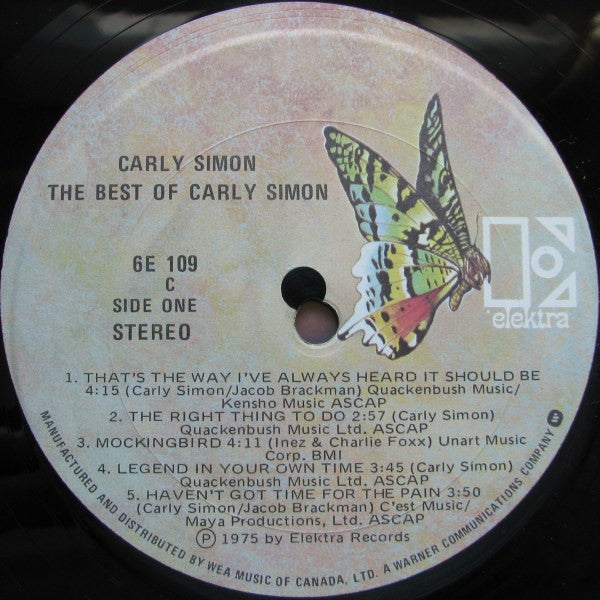 CARLY SIMON
THE BEST OF CARLY SIMON
6E 109
C
SIDE ONE
STEREO
elektra
1. THAT'S THE WAY I'VE ALWAYS HEARD IT SHOULD BE
4:15 (Carly Simon/Jacob Brackman) Quackenbush Music/
Kensho Music ASCAP
2. THE RIGHT THING TO DO 2:57 (Carly Simon)
Quackenbush Music Ltd. ASCAP
3. MOCKINGBIRD 4:11 (Inez & Charlie Foxx) Unart Music
Corp. BMI
4. LEGEND IN YOUR OWN TIME 3:45 (Carly Simon)
Quackenbush Music Ltd. ASCAP
5. HAVEN'T GOT TIME FOR THE PAIN 3:50
(Carly Simon/Jacob Brackman) C'est Music/
Maya Productions, Ltd. ASCAP
Ⓟ 1975 by Elektra Records
MANUFACTURED AND DISTRIBUTED BY WEA MUSIC OF CANADA, LTD. A WARNER COMMUNICATIONS COMPANY